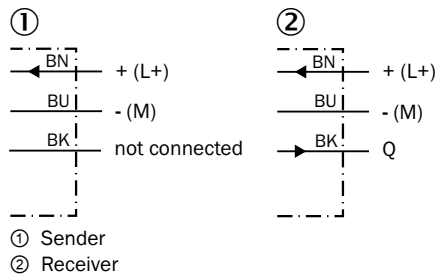 ① ②
BN + (L+) BN + (L+)
BU - (M) BU - (M)
BK not connected BK Q
① Sender
② Receiver